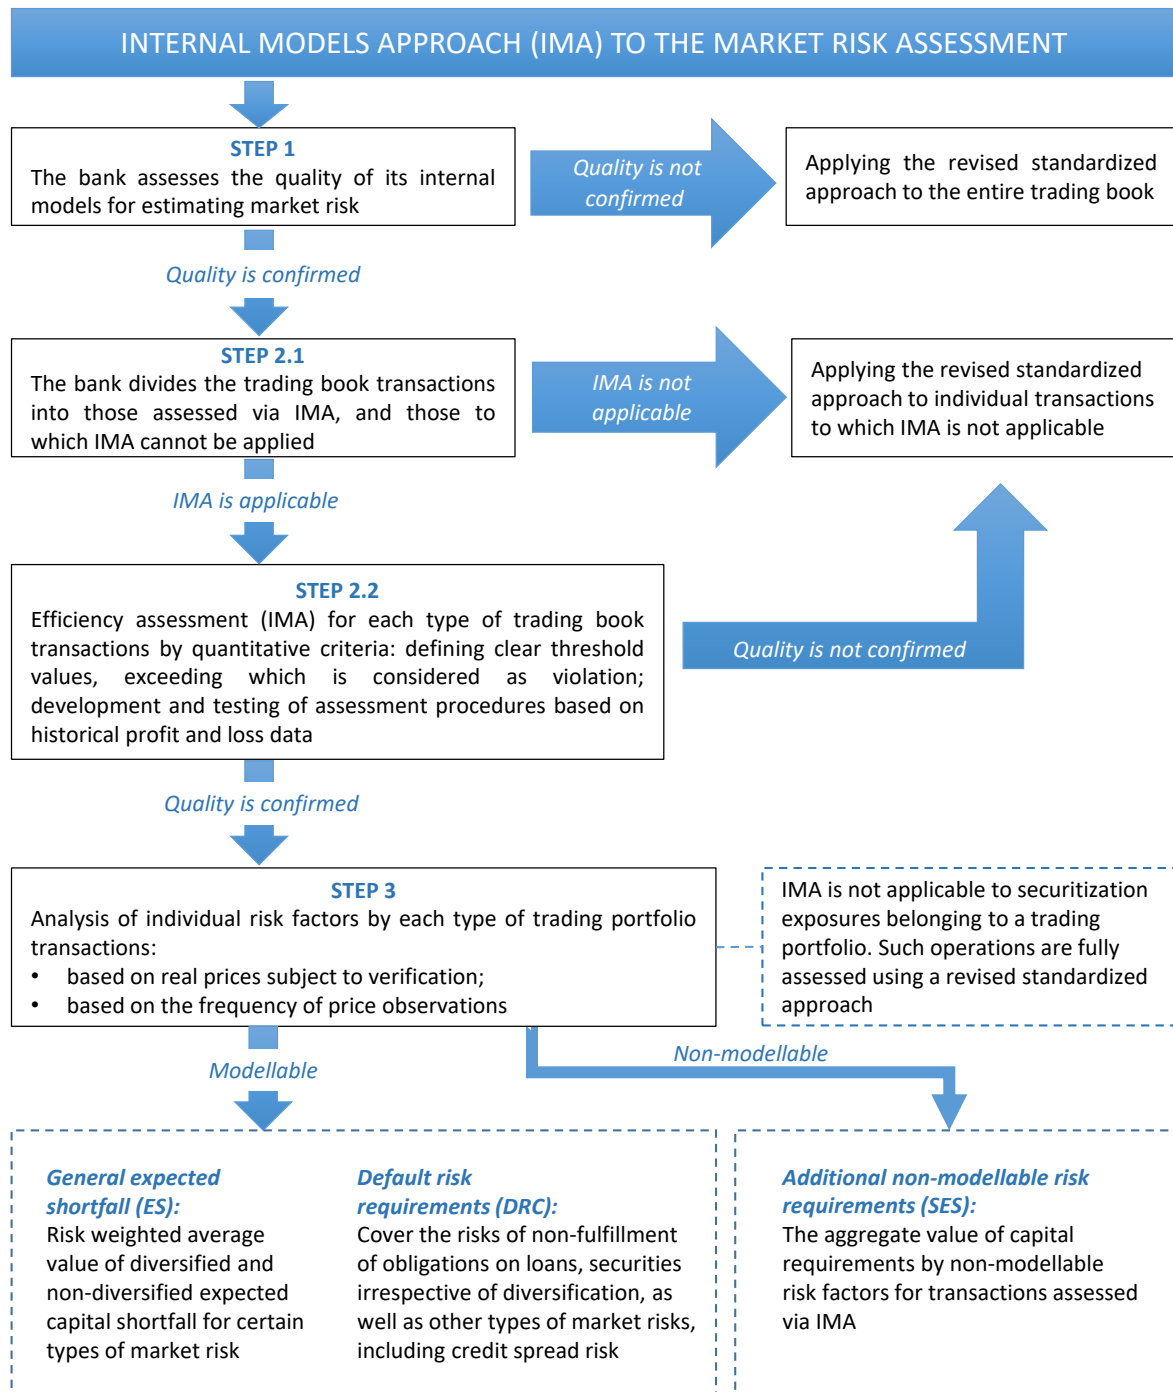 INTERNAL MODELS APPROACH (IMA) TO THE MARKET RISK ASSESSMENT
STEP 1
The bank assesses the quality of its internal
models for estimating market risk
Quality is not
confirmed
Applying the revised standardized
approach to the entire trading book
Quality is confirmed
STEP 2.1
The bank divides the trading book transactions
into those assessed via IMA, and those to
which IMA cannot be applied
IMA is not
applicable
Applying the revised standardized
approach to individual transactions
to which IMA is not applicable
IMA is applicable
STEP 2.2
Efficiency assessment (IMA) for each type of trading book
transactions by quantitative criteria: defining clear threshold
values, exceeding which is considered as violation;
development and testing of assessment procedures based on
historical profit and loss data
Quality is not confirmed
Quality is confirmed
STEP 3
Analysis of individual risk factors by each type of trading portfolio
transactions:
• based on real prices subject to verification;
• based on the frequency of price observations
IMA is not applicable to securitization
exposures belonging to a trading
portfolio. Such operations are fully
assessed using a revised standardized
approach
Modellable
Non-modellable
General expected
shortfall (ES):
Risk weighted average
value of diversified and
non-diversified expected
capital shortfall for certain
types of market risk
Default risk
requirements (DRC):
Cover the risks of non-fulfillment
of obligations on loans, securities
irrespective of diversification, as
well as other types of market risks,
including credit spread risk
Additional non-modellable risk
requirements (SES):
The aggregate value of capital
requirements by non-modellable
risk factors for transactions assessed
via IMA